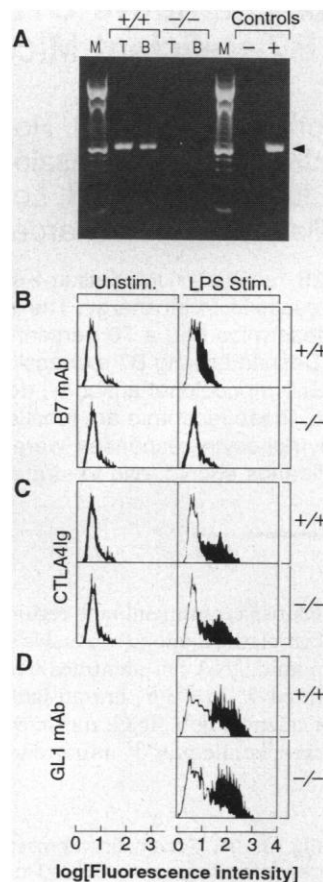 Controls
A +/+ −/−
M T B T B M − +
B Unstim. LPS Stim.
B7 mAb
+/+
−/−
C
CTLA4Ig
+/+
−/−
D
GL1 mAb
+/+
−/−
0 1 2 3 0 1 2 3 4
log[Fluorescence intensity]